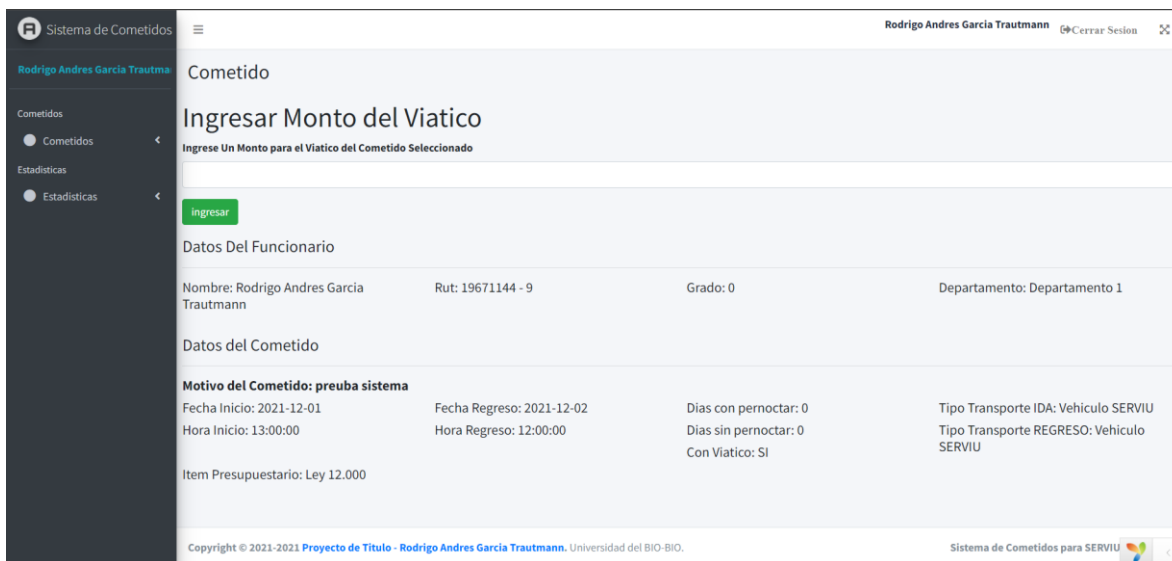 Sistema de Cometidos
Rodrigo Andres Garcia Trautmann
Cerrar Sesion
Rodrigo Andres Garcia Trautma
Cometido
Cometidos
Cometidos
Estadisticas
Estadisticas
Ingresar Monto del Viatico
Ingrese Un Monto para el Viatico del Cometido Seleccionado
ingresar
Datos Del Funcionario
Nombre: Rodrigo Andres Garcia Trautmann
Rut: 19671144 - 9
Grado: 0
Departamento: Departamento 1
Datos del Cometido
Motivo del Cometido: preuba sistema
Fecha Inicio: 2021-12-01
Fecha Regreso: 2021-12-02
Dias con pernoctar: 0
Tipo Transporte IDA: Vehiculo SERVIU
Hora Inicio: 13:00:00
Hora Regreso: 12:00:00
Dias sin pernoctar: 0
Tipo Transporte REGRESO: Vehiculo SERVIU
Con Viatico: SI
Item Presupuestario: Ley 12.000
Copyright © 2021-2021 Proyecto de Titulo - Rodrigo Andres Garcia Trautmann. Universidad del BIO-BIO.
Sistema de Cometidos para SERVIU